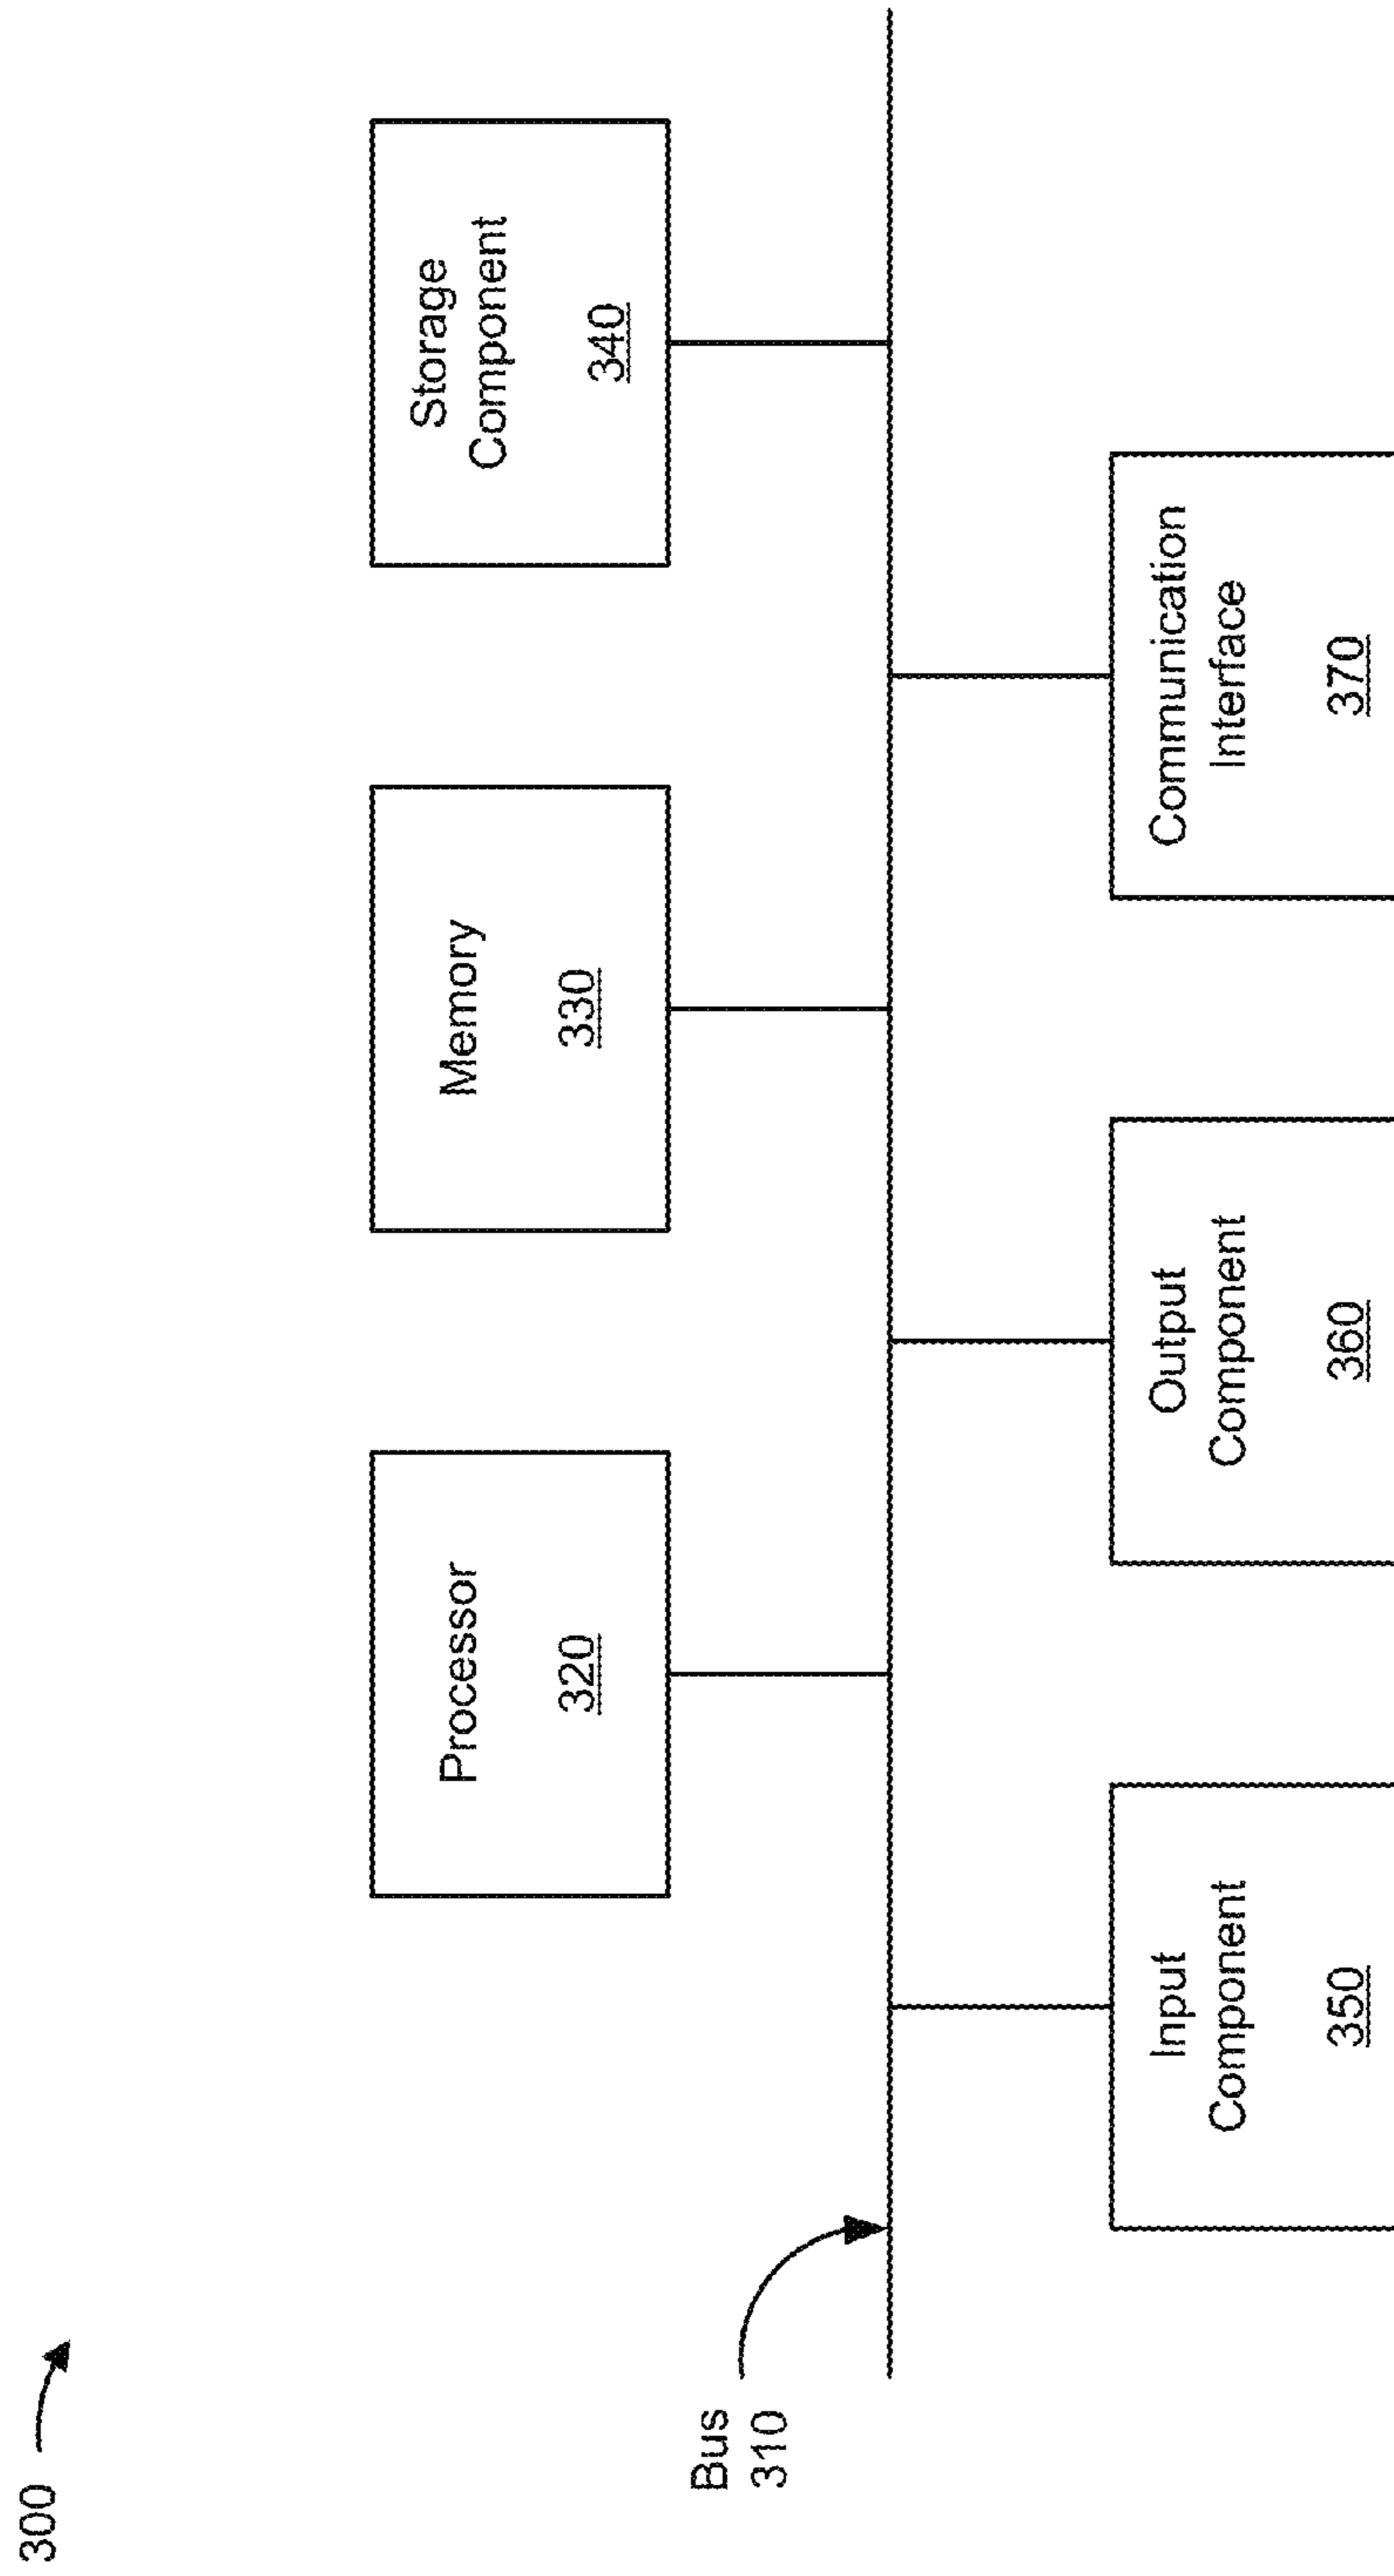 300
Processor
320
Memory
330
Storage
Component
340
Bus
310
Input
Component
350
Output
Component
360
Communication
Interface
370